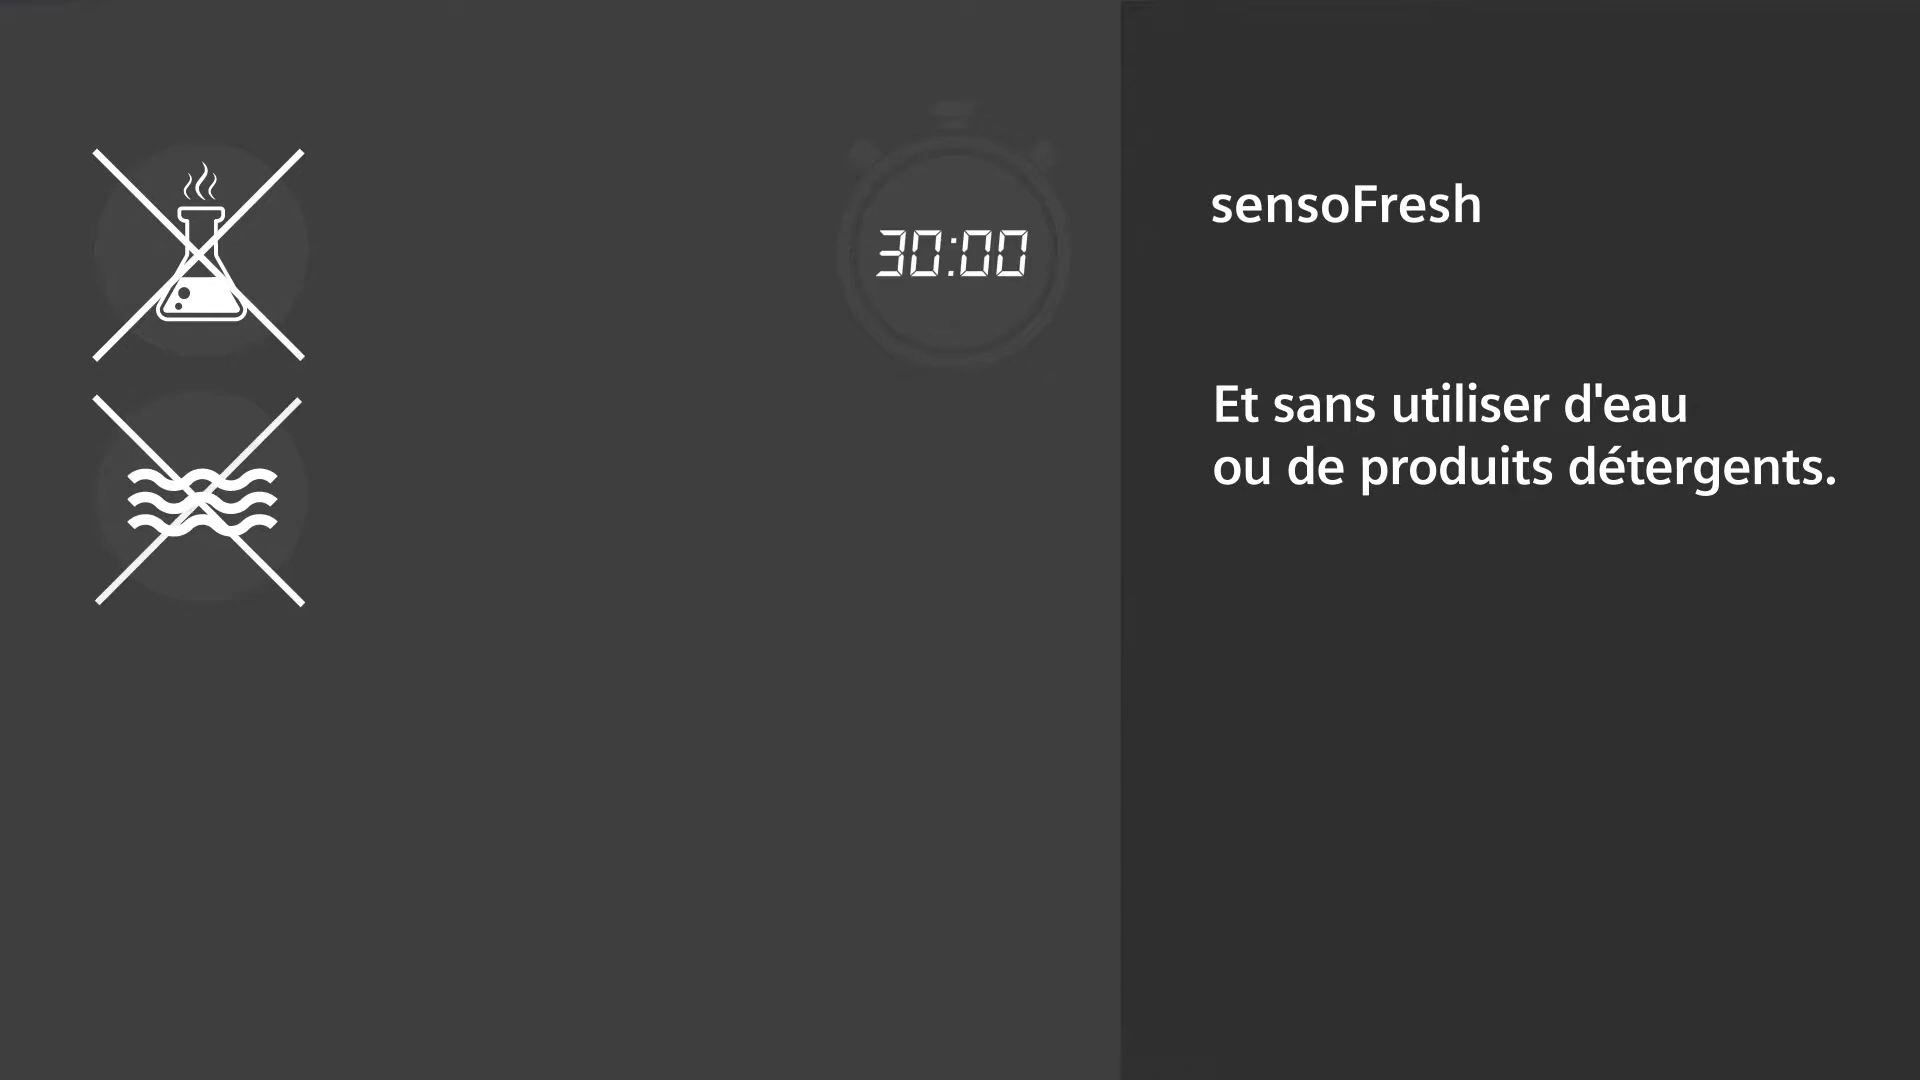 30:00
sensoFresh
Et sans utiliser d'eau
ou de produits détergents.